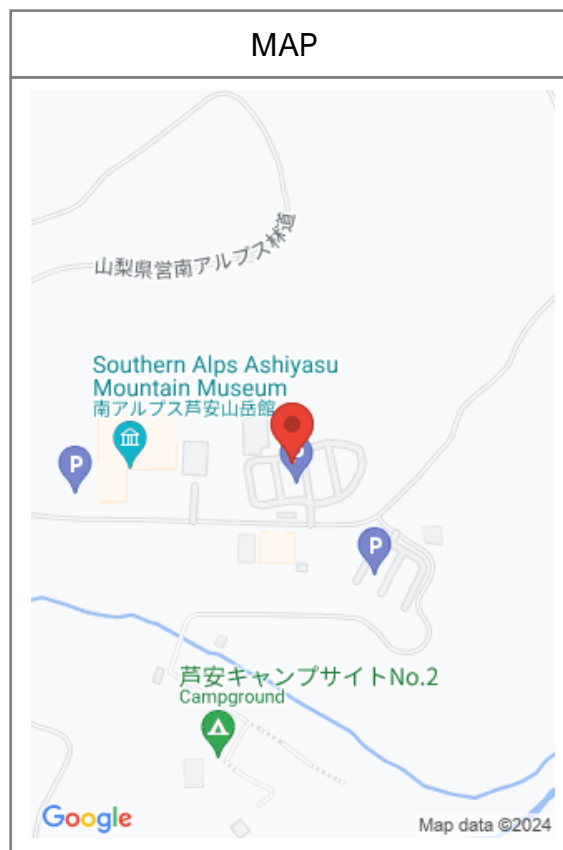 MAP
山梨県営南アルプス林道
Southern Alps Ashiyasu
Mountain Museum
南アルプス芦安山岳館
P
P
P
芦安キャンプサイトNo.2
Campground
Google
Map data ©2024